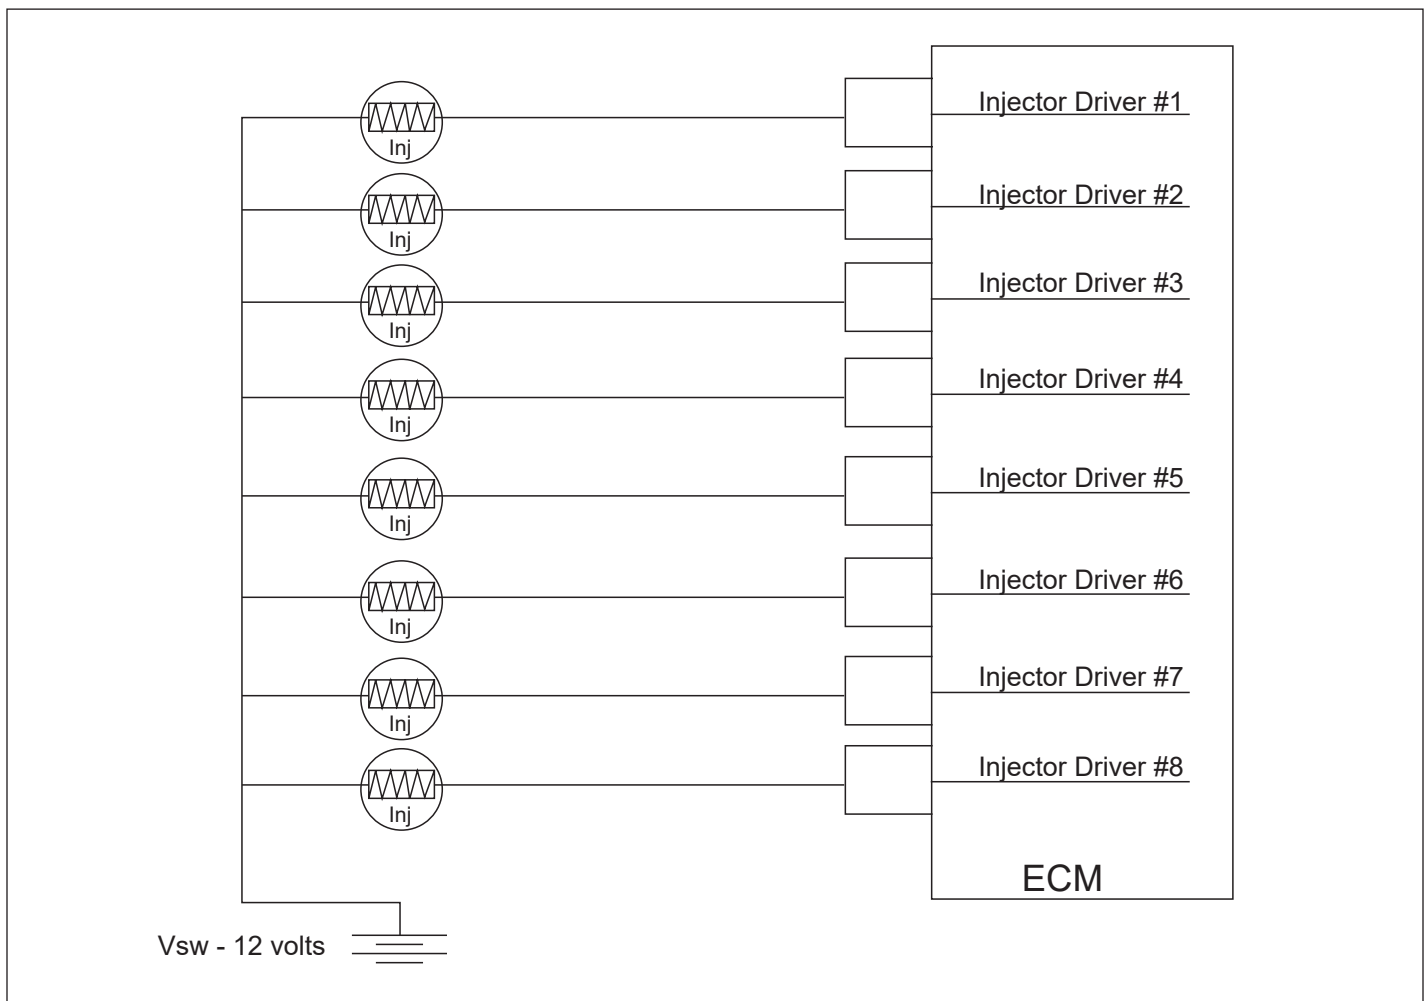 Inj
Injector Driver #1
Inj
Injector Driver #2
Inj
Injector Driver #3
Inj
Injector Driver #4
Inj
Injector Driver #5
Inj
Injector Driver #6
Inj
Injector Driver #7
Inj
Injector Driver #8
ECM
Vsw - 12 volts